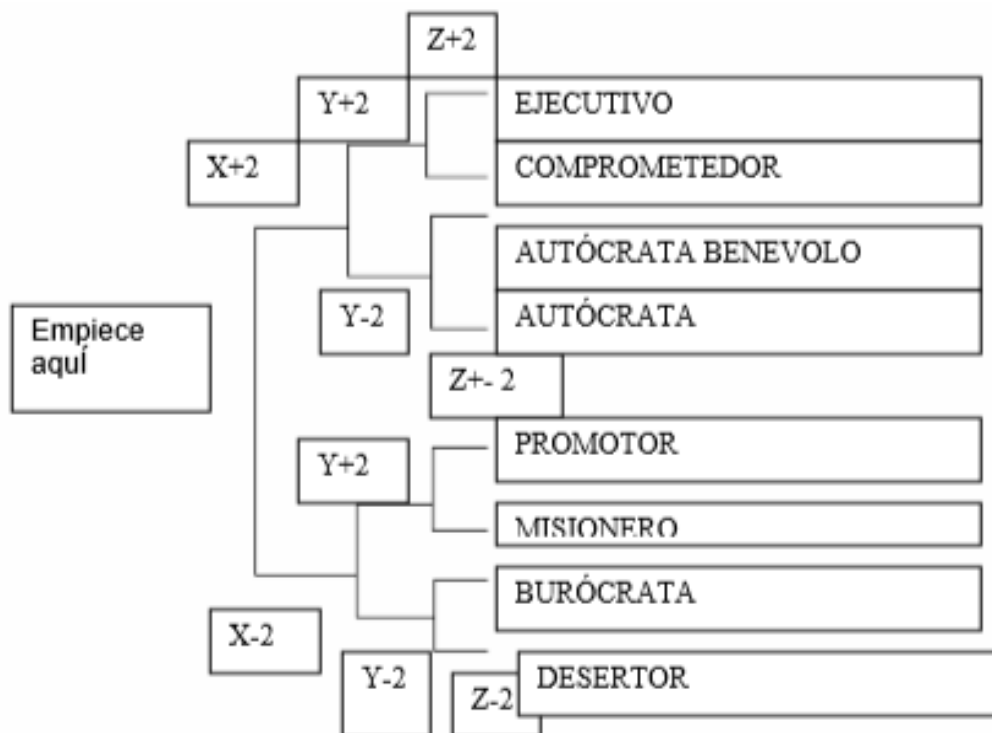 Z+2
Y+2
EJECUTIVO
X+2
COMPROMETEDOR
AUTÓCRATA BENEVOLO
Empiece
aquÍ
Y-2
AUTÓCRATA
Z+- 2
Y+2
PROMOTOR
MISIONERO
BURÓCRATA
X-2
Y-2
Z-2
DESERTOR